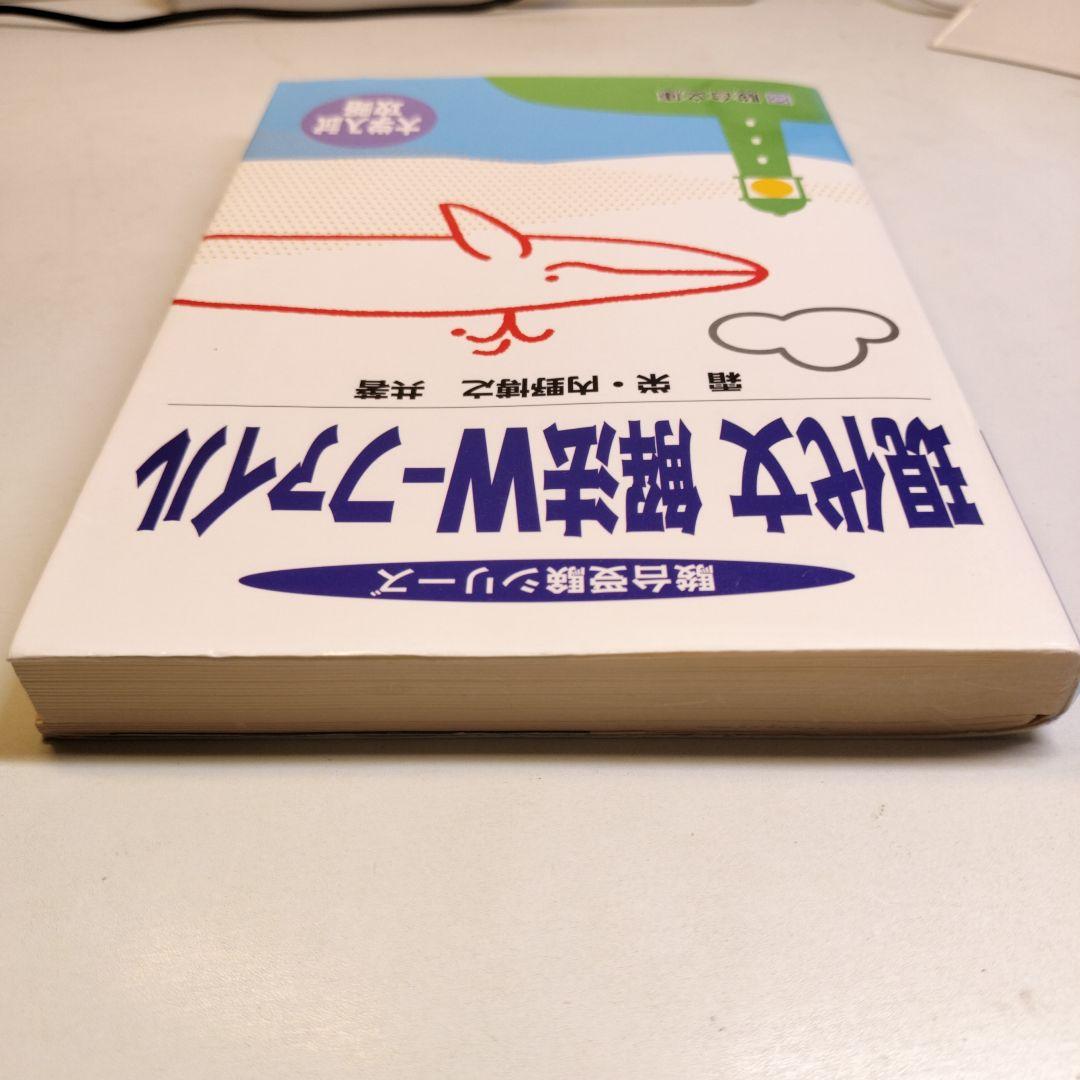 駿台受験シリーズ
現代文 解法W-ファイル
霜 栄・内野博之 共著
大学入試
攻略
駿台文庫